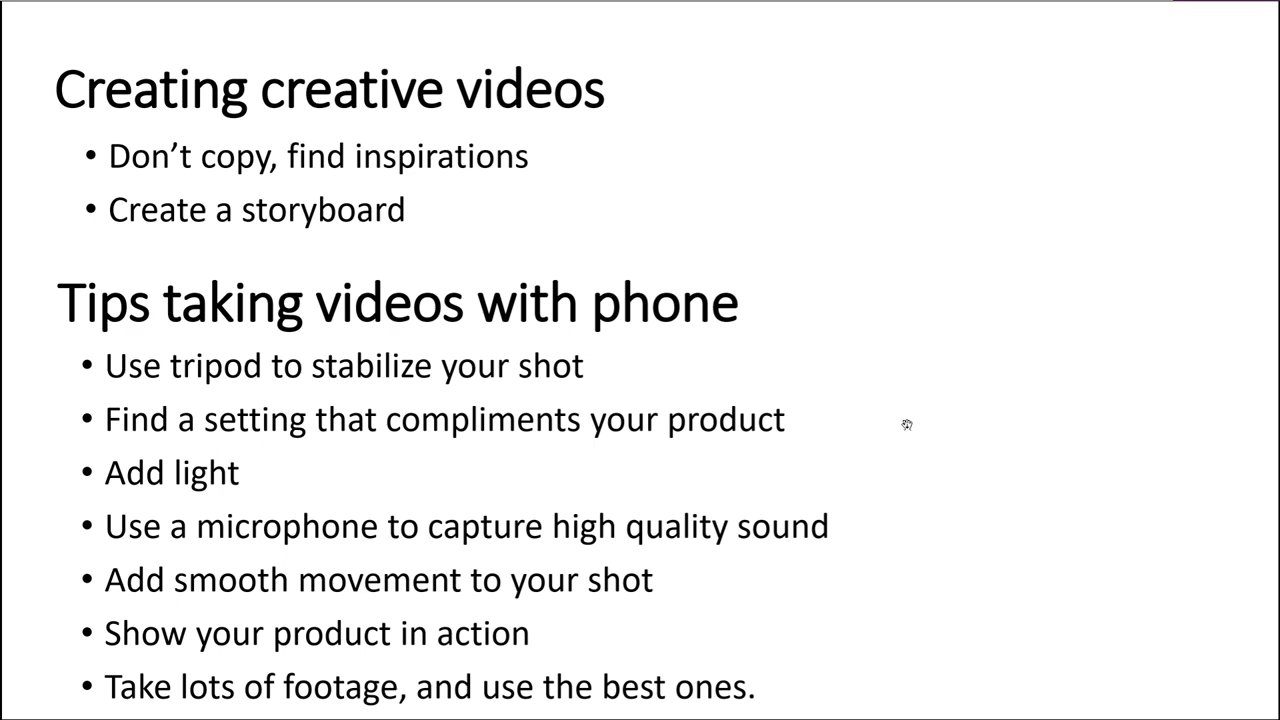 Creating creative videos
• Don’t copy, find inspirations
• Create a storyboard
Tips taking videos with phone
• Use tripod to stabilize your shot
• Find a setting that compliments your product
• Add light
• Use a microphone to capture high quality sound
• Add smooth movement to your shot
• Show your product in action
• Take lots of footage, and use the best ones.